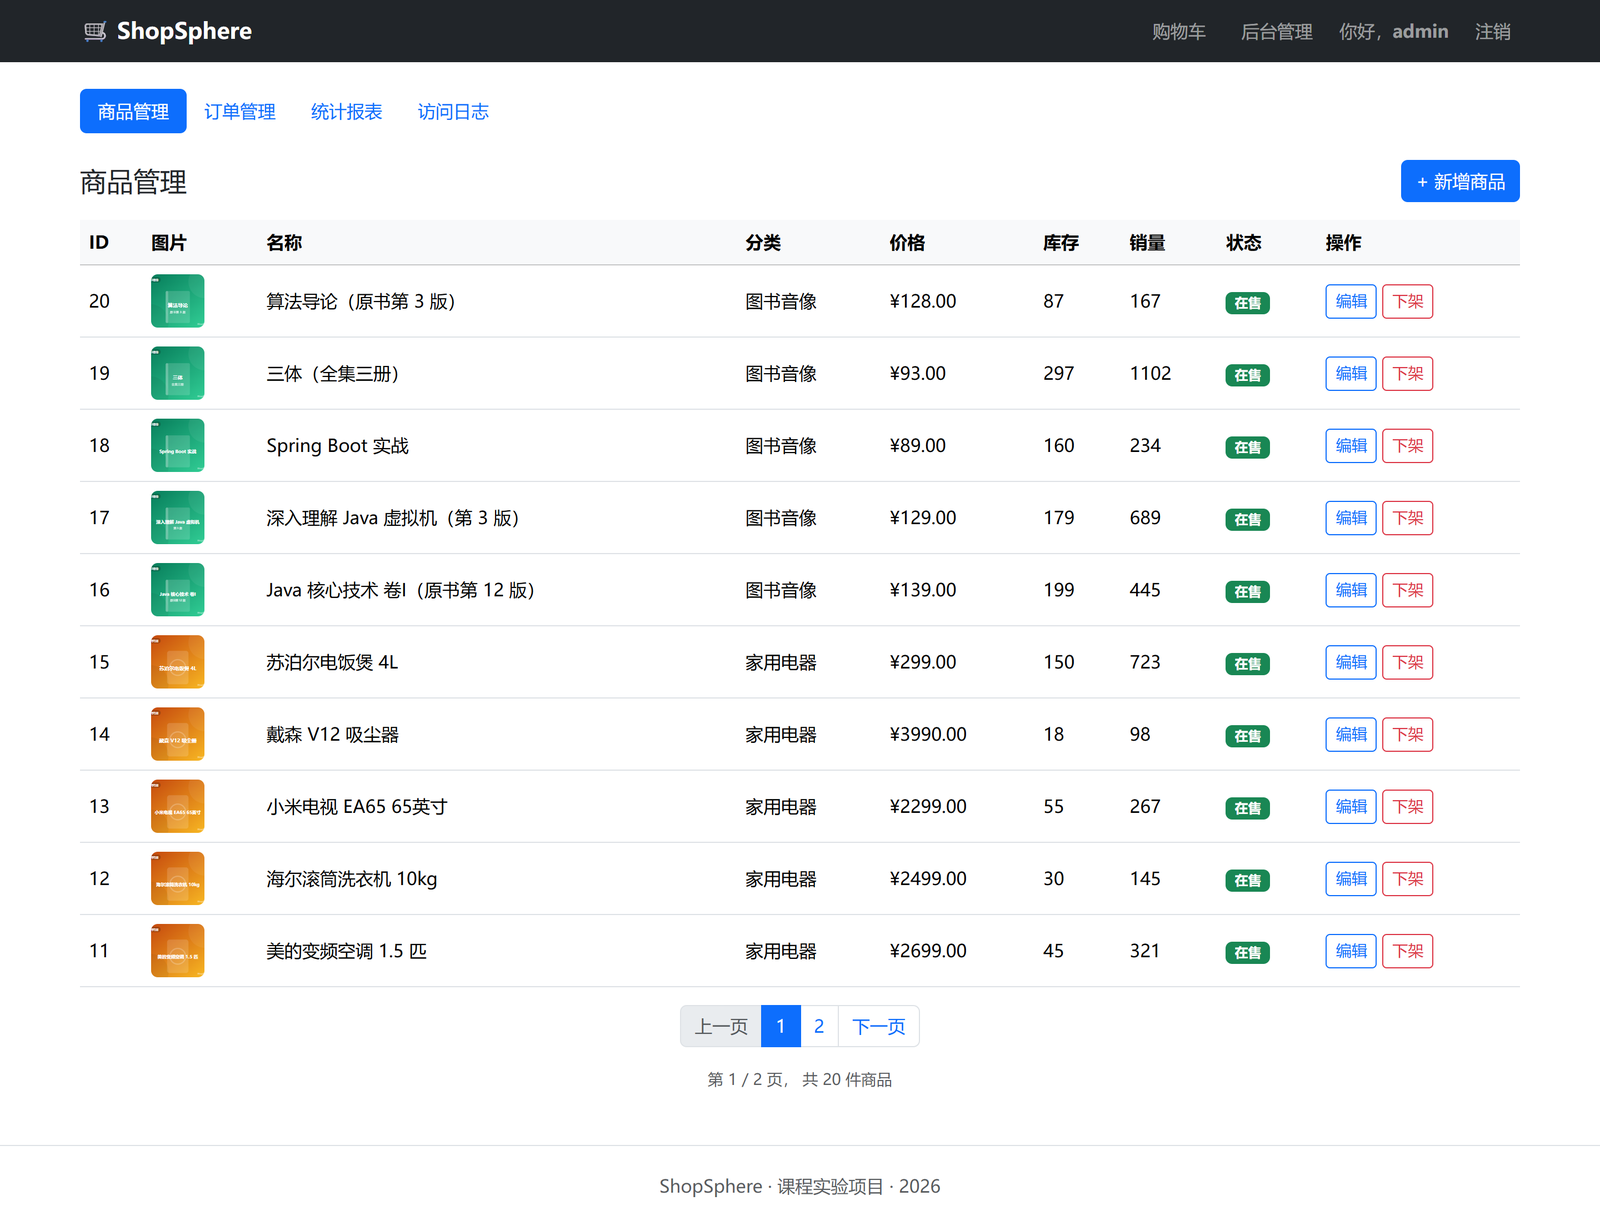 ShopSphere
购物车 后台管理 你好，admin 注销
商品管理 订单管理 统计报表 访问日志
商品管理
+ 新增商品
ID 图片 名称 分类 价格 库存 销量 状态 操作
20 算法导论（原书第 3 版） 图书音像 ¥128.00 87 167 在售 编辑 下架
19 三体（全集三册） 图书音像 ¥93.00 297 1102 在售 编辑 下架
18 Spring Boot 实战 图书音像 ¥89.00 160 234 在售 编辑 下架
17 深入理解 Java 虚拟机（第 3 版） 图书音像 ¥129.00 179 689 在售 编辑 下架
16 Java 核心技术 卷I（原书第 12 版） 图书音像 ¥139.00 199 445 在售 编辑 下架
15 苏泊尔电饭煲 4L 家用电器 ¥299.00 150 723 在售 编辑 下架
14 戴森 V12 吸尘器 家用电器 ¥3990.00 18 98 在售 编辑 下架
13 小米电视 EA65 65英寸 家用电器 ¥2299.00 55 267 在售 编辑 下架
12 海尔滚筒洗衣机 10kg 家用电器 ¥2499.00 30 145 在售 编辑 下架
11 美的变频空调 1.5 匹 家用电器 ¥2699.00 45 321 在售 编辑 下架
上一页 1 2 下一页
第 1 / 2 页， 共 20 件商品
ShopSphere · 课程实验项目 · 2026